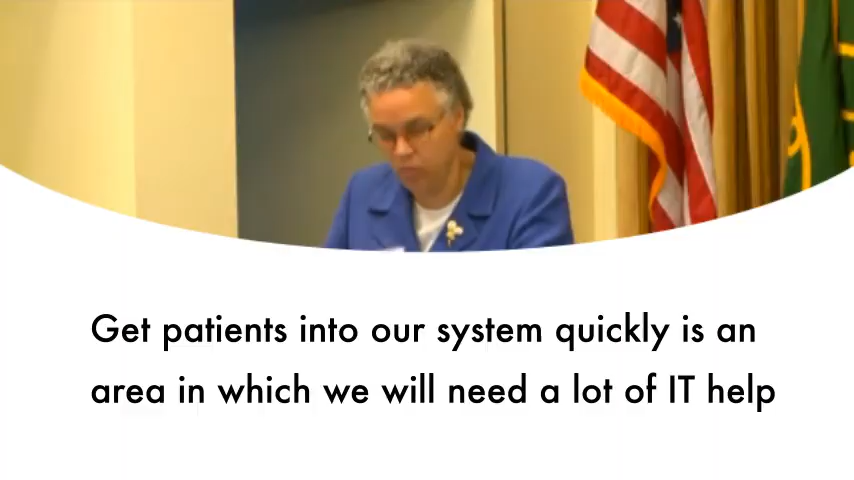 Get patients into our system quickly is an
area in which we will need a lot of IT help